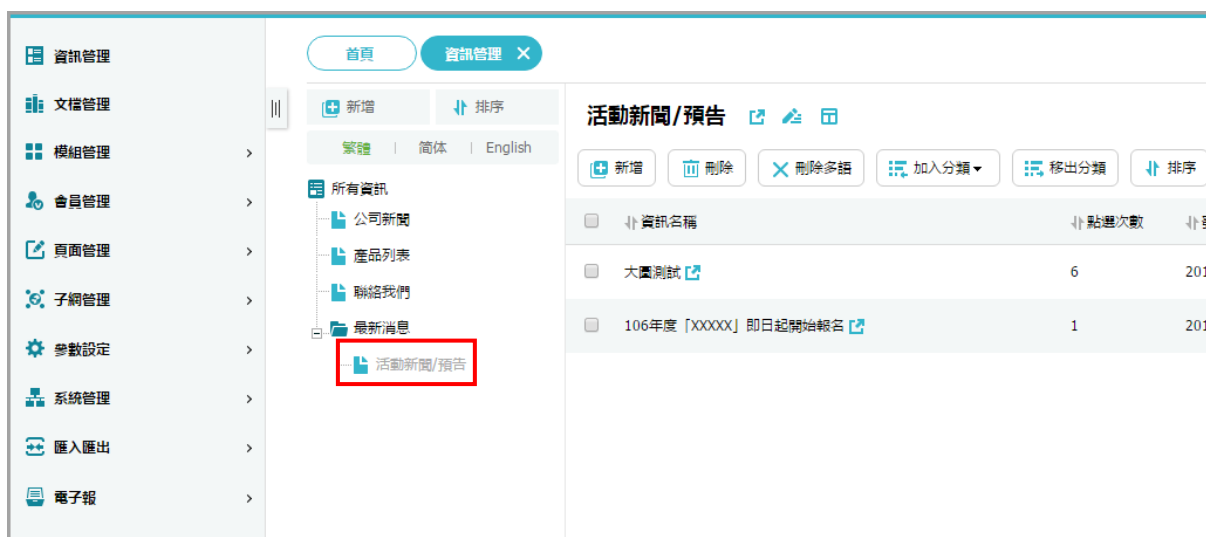 資訊管理
文檔管理
模組管理
會員管理
頁面管理
子網管理
參數設定
系統管理
匯入匯出
電子報
首頁 資訊管理
新增 排序
繁體 | 简体 | English
所有資訊
公司新聞
產品列表
聯絡我們
最新消息
活動新聞/預告
活動新聞/預告
新增 刪除 刪除多語 加入分類 移出分類 排序
資訊名稱 點選次數
大圖測試 6 201
106年度「XXXXX」即日起開始報名 1 201